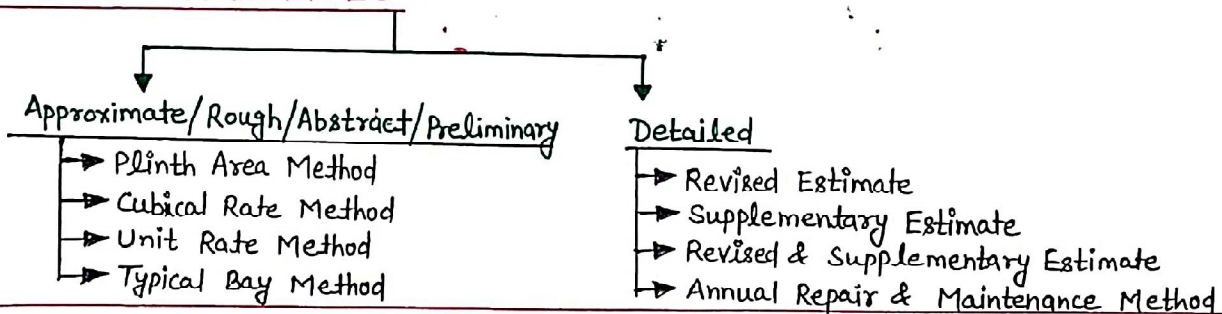 Approximate/Rough/Abstract/Preliminary
Plinth Area Method
Cubical Rate Method
Unit Rate Method
Typical Bay Method
Detailed
Revised Estimate
Supplementary Estimate
Revised & Supplementary Estimate
Annual Repair & Maintenance Method